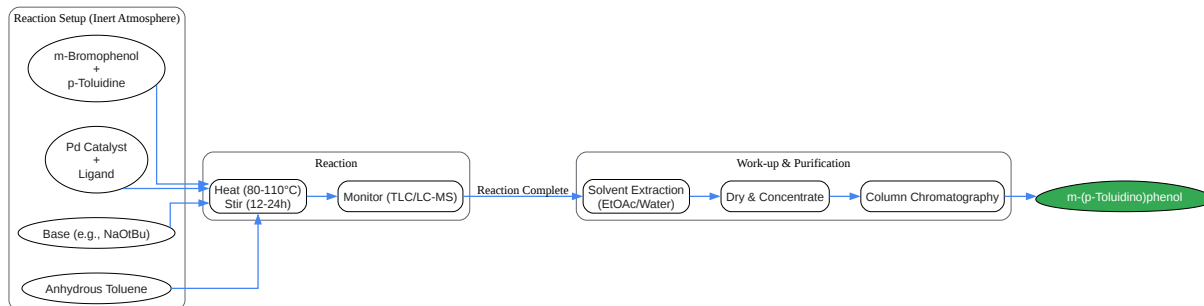 Reaction Setup (Inert Atmosphere)
m-Bromophenol
+
p-Toluidine
Pd Catalyst
+
Ligand
Base (e.g., NaOtBu)
Anhydrous Toluene
Reaction
Heat (80-110°C)
Stir (12-24h)
Monitor (TLC/LC-MS)
Reaction Complete
Work-up & Purification
Solvent Extraction
(EtOAc/Water)
Dry & Concentrate
Column Chromatography
m-(p-Toluidino)phenol